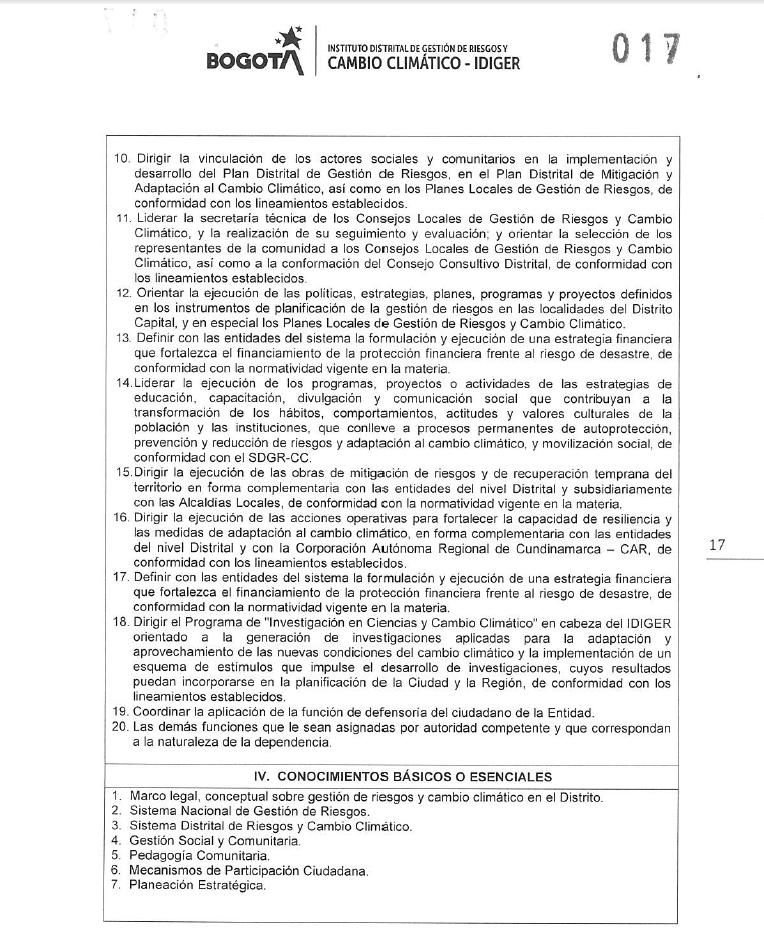 BOGOTÁ
INSTITUTO DISTRITAL DE GESTIÓN DE RIESGOS Y
CAMBIO CLIMÁTICO - IDIGER
017
10. Dirigir la vinculación de los actores sociales y comunitarios en la implementación y
desarrollo del Plan Distrital de Gestión de Riesgos, en el Plan Distrital de Mitigación y
Adaptación al Cambio Climático, así como en los Planes Locales de Gestión de Riesgos, de
conformidad con los lineamientos establecidos.
11. Liderar la secretaría técnica de los Consejos Locales de Gestión de Riesgos y Cambio
Climático, y la realización de su seguimiento y evaluación; y orientar la selección de los
representantes de la comunidad a los Consejos Locales de Gestión de Riesgos y Cambio
Climático, así como a la conformación del Consejo Consultivo Distrital, de conformidad con
los lineamientos establecidos.
12. Orientar la ejecución de las políticas, estrategias, planes, programas y proyectos definidos
en los instrumentos de planificación de la gestión de riesgos en las localidades del Distrito
Capital, y en especial los Planes Locales de Gestión de Riesgos y Cambio Climático.
13. Definir con las entidades del sistema la formulación y ejecución de una estrategia financiera
que fortalezca el financiamiento de la protección financiera frente al riesgo de desastre, de
conformidad con la normatividad vigente en la materia.
14. Liderar la ejecución de los programas, proyectos o actividades de las estrategias de
educación, capacitación, divulgación y comunicación social que contribuyan a la
transformación de los hábitos, comportamientos, actitudes y valores culturales de la
población y las instituciones, que conlleve a procesos permanentes de autoprotección,
prevención y reducción de riesgos y adaptación al cambio climático, y movilización social, de
conformidad con el SDGR-CC.
15. Dirigir la ejecución de las obras de mitigación de riesgos y de recuperación temprana del
territorio en forma complementaria con las entidades del nivel Distrital y subsidiariamente
con las Alcaldías Locales, de conformidad con la normatividad vigente en la materia.
16. Dirigir la ejecución de las acciones operativas para fortalecer la capacidad de resiliencia y
las medidas de adaptación al cambio climático, en forma complementaria con las entidades
del nivel Distrital y con la Corporación Autónoma Regional de Cundinamarca – CAR, de
conformidad con los lineamientos establecidos.
17
17. Definir con las entidades del sistema la formulación y ejecución de una estrategia financiera
que fortalezca el financiamiento de la protección financiera frente al riesgo de desastre, de
conformidad con la normatividad vigente en la materia.
18. Dirigir el Programa de "Investigación en Ciencias y Cambio Climático" en cabeza del IDIGER
orientado a la generación de investigaciones aplicadas para la adaptación y
aprovechamiento de las nuevas condiciones del cambio climático y la implementación de un
esquema de estímulos que impulse el desarrollo de investigaciones, cuyos resultados
puedan incorporarse en la planificación de la Ciudad y la Región, de conformidad con los
lineamientos establecidos.
19. Coordinar la aplicación de la función de defensoría del ciudadano de la Entidad.
20. Las demás funciones que le sean asignadas por autoridad competente y que correspondan
a la naturaleza de la dependencia.
IV. CONOCIMIENTOS BÁSICOS O ESENCIALES
1. Marco legal, conceptual sobre gestión de riesgos y cambio climático en el Distrito.
2. Sistema Nacional de Gestión de Riesgos.
3. Sistema Distrital de Riesgos y Cambio Climático.
4. Gestión Social y Comunitaria.
5. Pedagogía Comunitaria.
6. Mecanismos de Participación Ciudadana.
7. Planeación Estratégica.